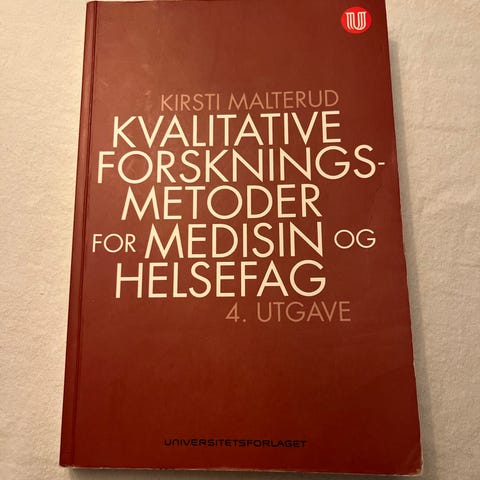 U
KIRSTI MALTERUD
KVALITATIVE
FORSKNINGS-
METODER
FOR MEDISIN OG
HELSEFAG
4. UTGAVE
UNIVERSITETSFORLAGET